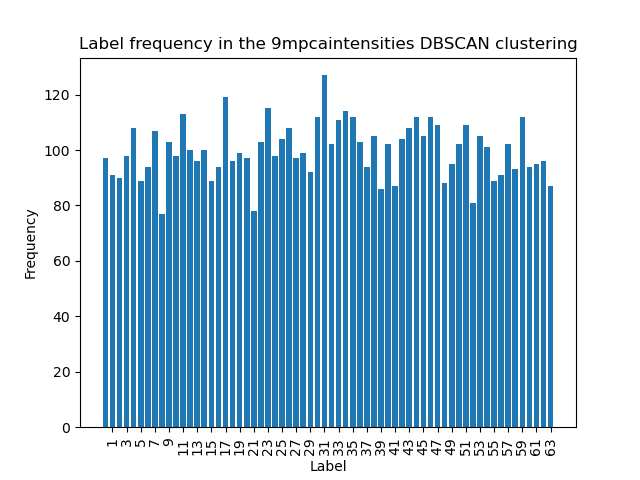 Label frequency in the 9mpcaintensities DBSCAN clustering
120
100
80
60
40
20
0
Frequency
1 3 5 7 9 11 13 15 17 19 21 23 25 27 29 31 33 35 37 39 41 43 45 47 49 51 53 55 57 59 61 63
Label